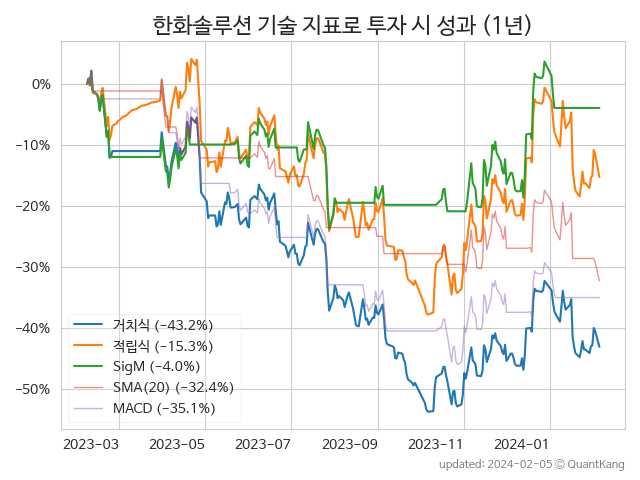 한화솔루션 기술 지표로 투자 시 성과 (1년)
0%
−10%
−20%
−30%
−40%
−50%
거치식 (−43.2%)
적립식 (−15.3%)
SigM (−4.0%)
SMA(20) (−32.4%)
MACD (−35.1%)
2023−03 2023−05 2023−07 2023−09 2023−11 2024−01
updated: 2024−02−05 © QuantKang